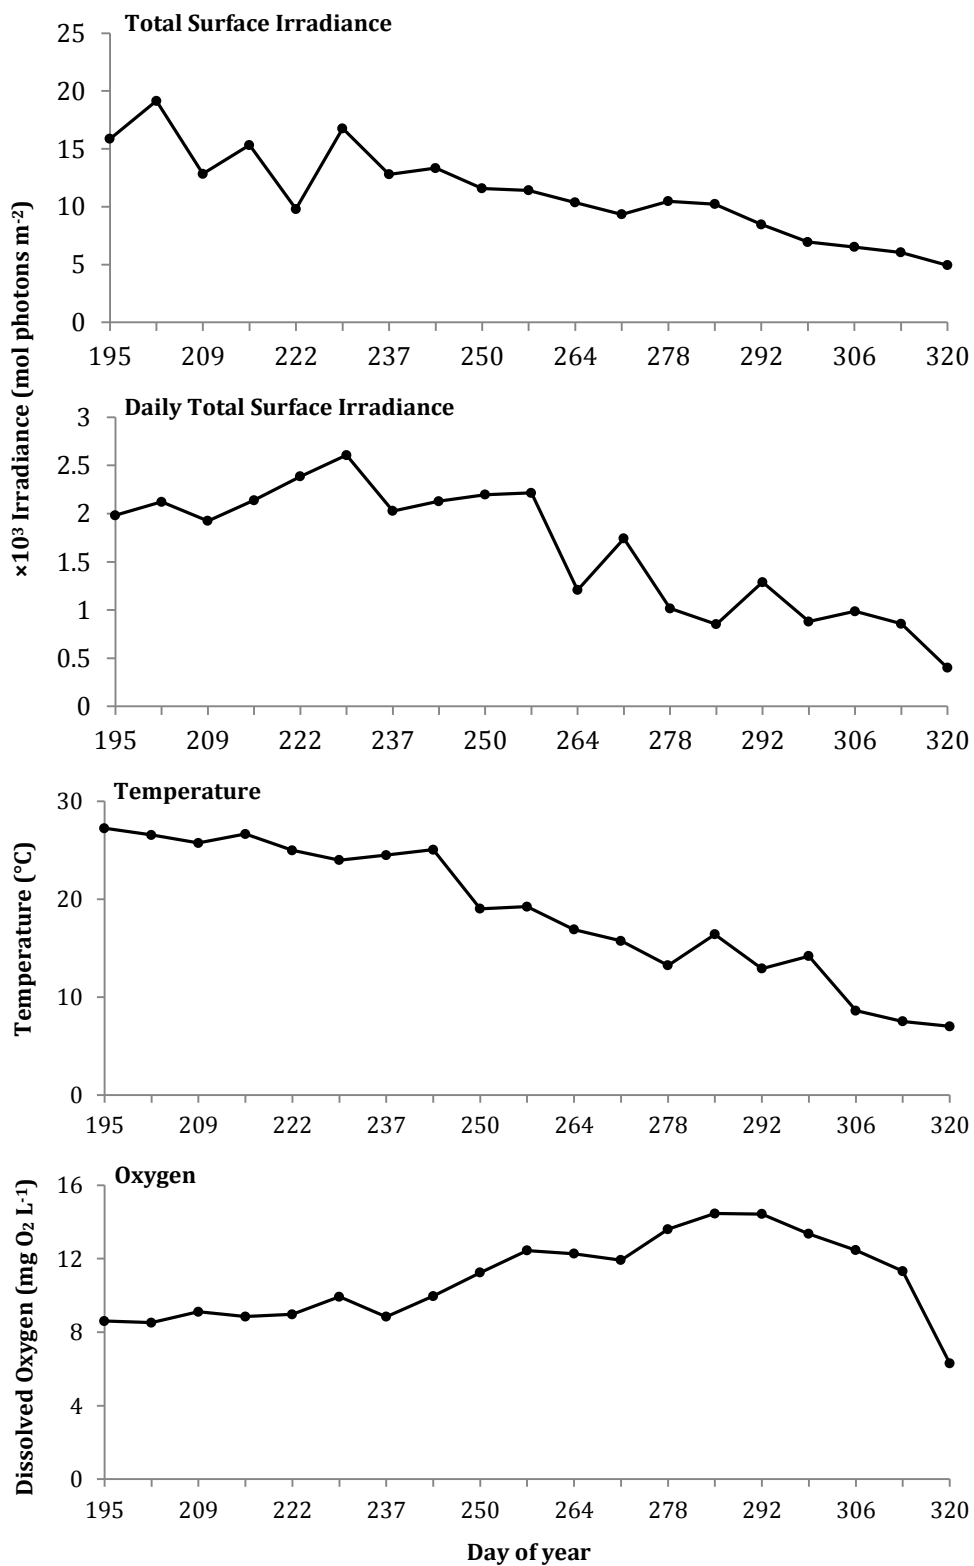 Total Surface Irradiance
25
20
15
10
5
0
195 209 222 237 250 264 278 292 306 320
×10³ Irradiance (mol photons m⁻²)
Daily Total Surface Irradiance
3
2.5
2
1.5
1
0.5
0
195 209 222 237 250 264 278 292 306 320
Temperature
30
20
10
0
Temperature (°C)
195 209 222 237 250 264 278 292 306 320
Oxygen
16
12
8
4
0
Dissolved Oxygen (mg O₂ L⁻¹)
195 209 222 237 250 264 278 292 306 320
Day of year